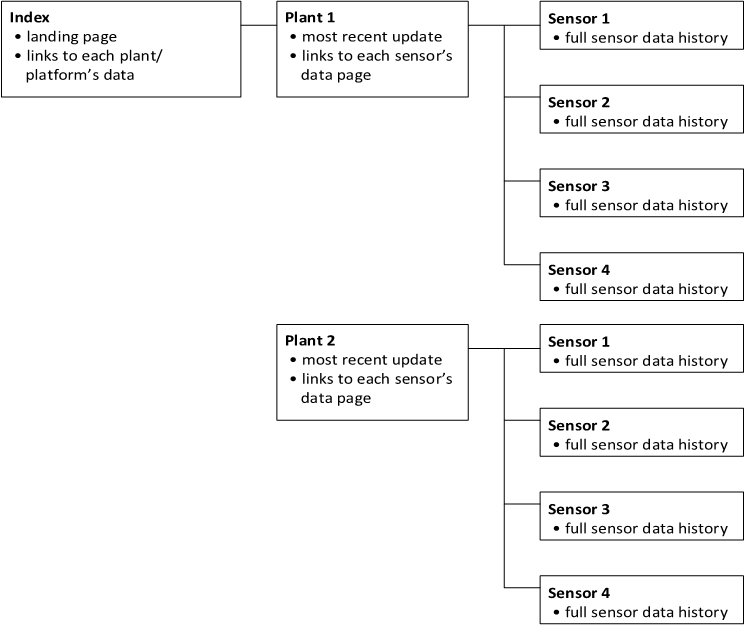 Index
• landing page
• links to each plant/
platform's data
Plant 1
• most recent update
• links to each sensor's
data page
Sensor 1
• full sensor data history
Sensor 2
• full sensor data history
Sensor 3
• full sensor data history
Sensor 4
• full sensor data history
Plant 2
• most recent update
• links to each sensor's
data page
Sensor 1
• full sensor data history
Sensor 2
• full sensor data history
Sensor 3
• full sensor data history
Sensor 4
• full sensor data history